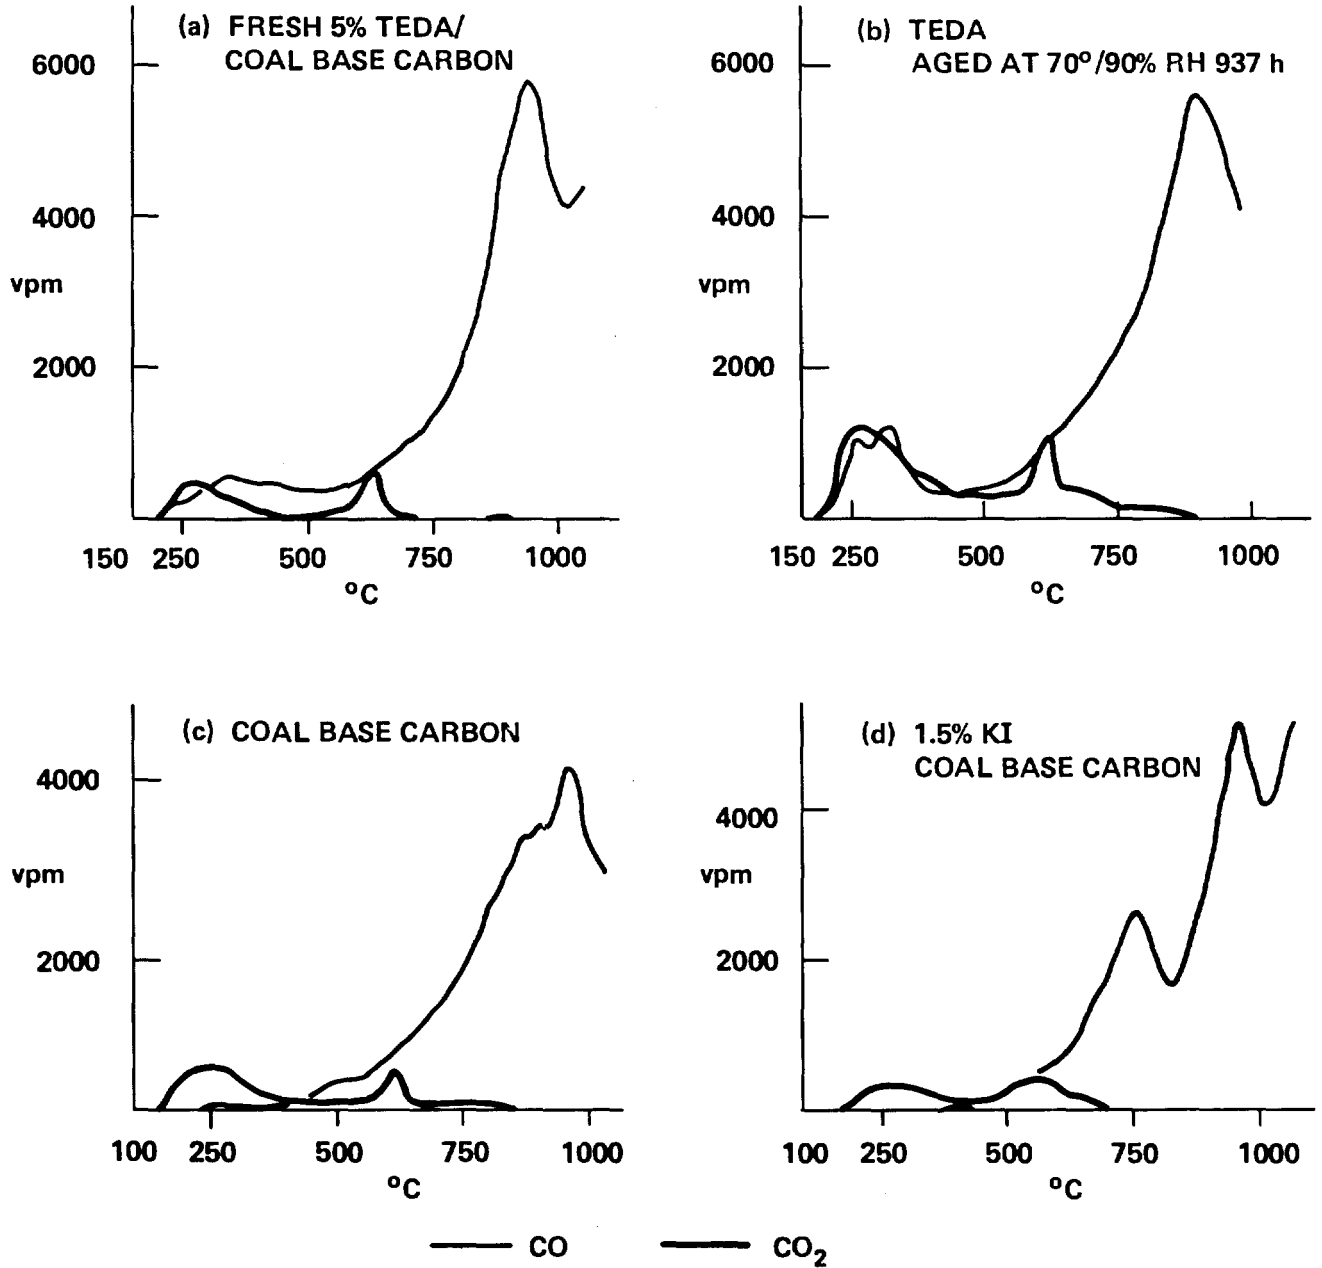 (a) FRESH 5% TEDA/
COAL BASE CARBON
6000
4000
vpm
2000
150 250 500 750 1000
°C
(b) TEDA
AGED AT 70°/90% RH 937 h
6000
4000
vpm
2000
150 250 500 750 1000
°C
(c) COAL BASE CARBON
4000
vpm
2000
100 250 500 750 1000
°C
(d) 1.5% KI
COAL BASE CARBON
4000
vpm
2000
100 250 500 750 1000
°C
CO CO₂